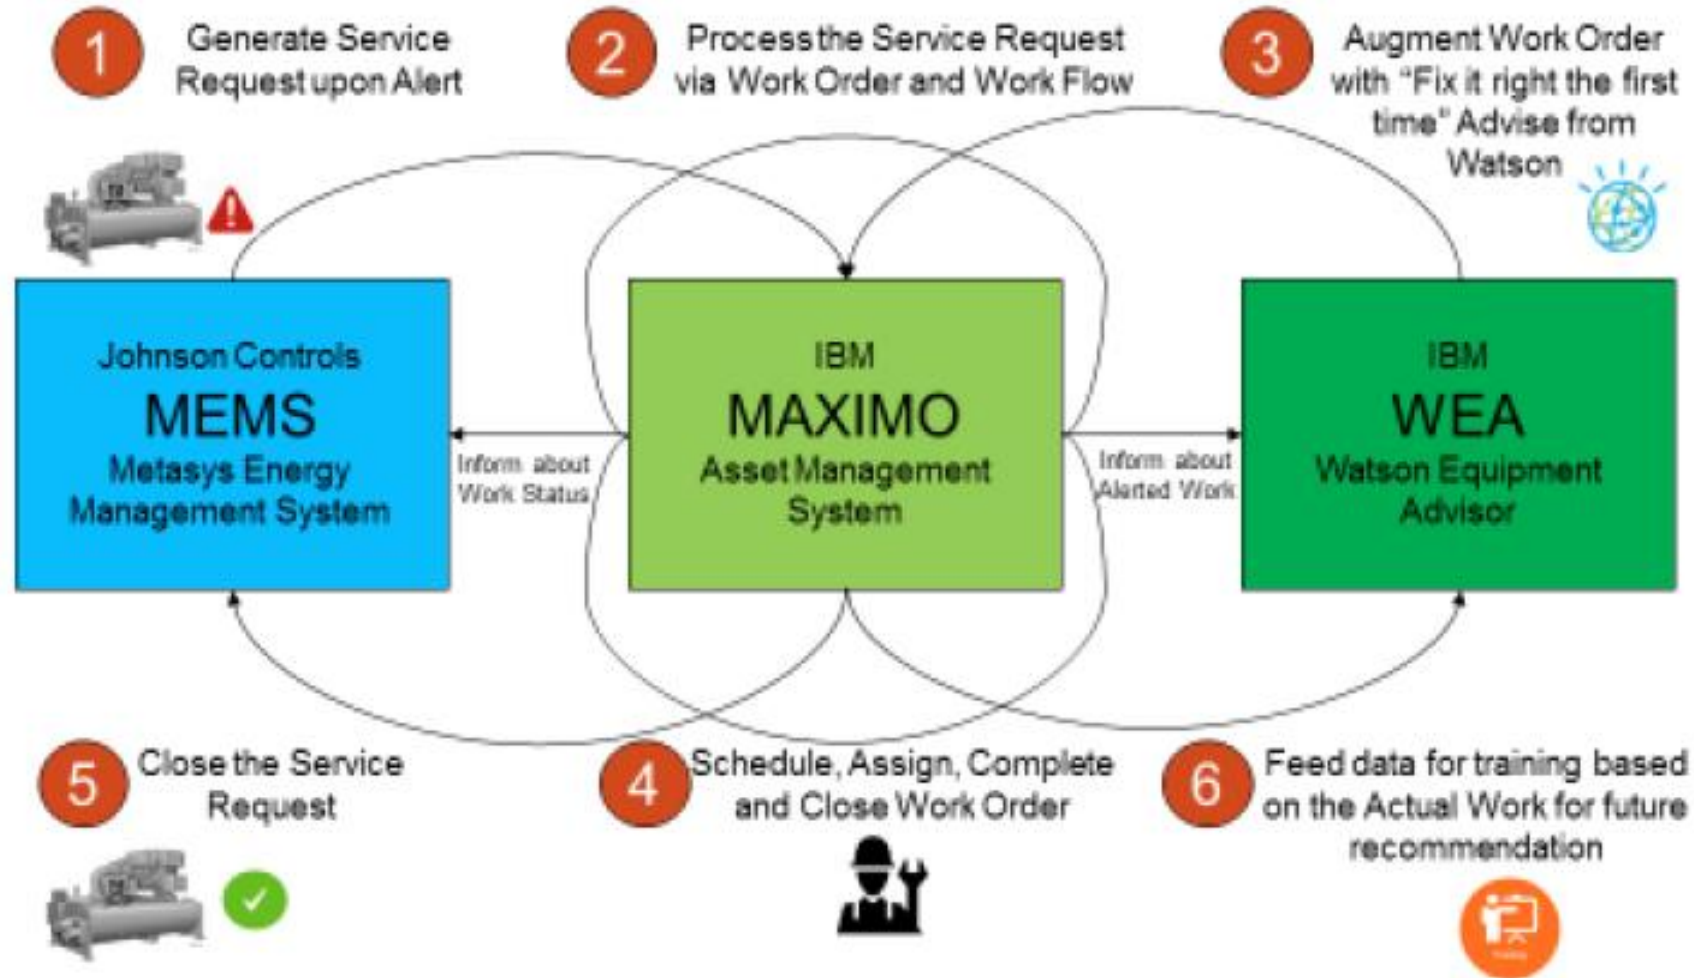 1
Generate Service
Request upon Alert
2
Process the Service Request
via Work Order and Work Flow
3
Augment Work Order
with "Fix it right the first
time" Advise from
Watson
Johnson Controls
MEMS
Metasys Energy
Management System
Inform about
Work Status
IBM
MAXIMO
Asset Management
System
Inform about
Alerted Work
IBM
WEA
Watson Equipment
Advisor
5
Close the Service
Request
4
Schedule, Assign, Complete
and Close Work Order
6
Feed data for training based
on the Actual Work for future
recommendation